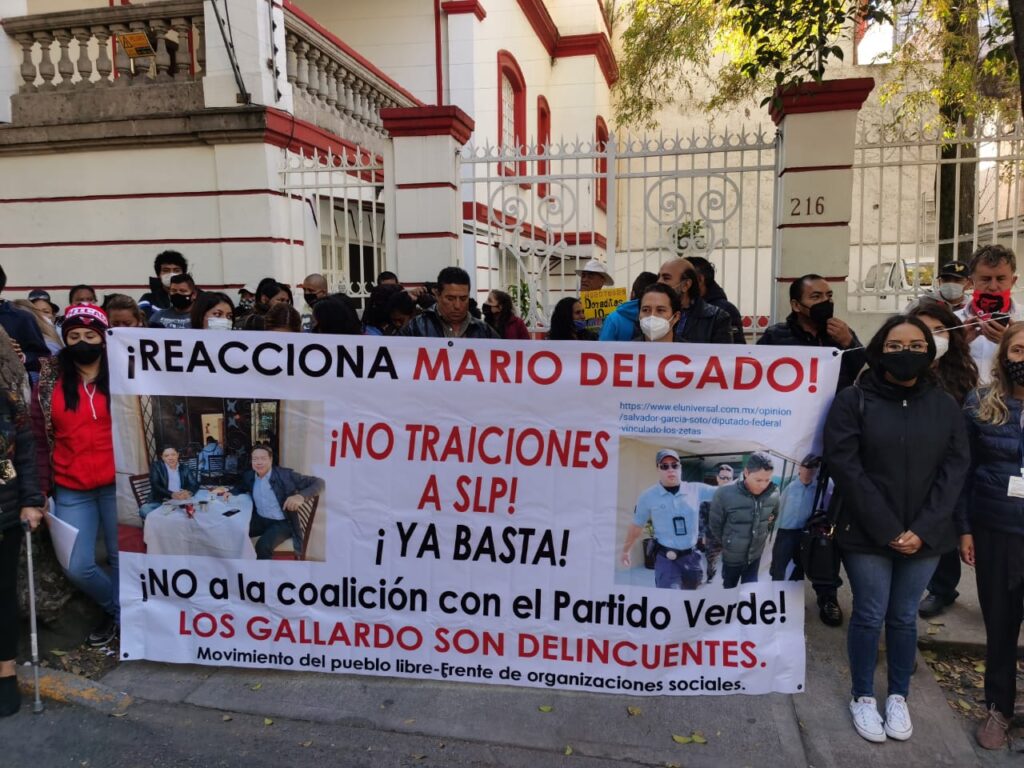 216
Doraditas
10
¡REACCIONA MARIO DELGADO!
https://www.eluniversal.com.mx/opinion
/salvador-garcia-soto/diputado-federal
-vinculado-los-zetas
¡NO TRAICIONES
A SLP!
¡YA BASTA!
¡NO a la coalición con el Partido Verde!
LOS GALLARDO SON DELINCUENTES.
Movimiento del pueblo libre-Frente de organizaciones sociales.